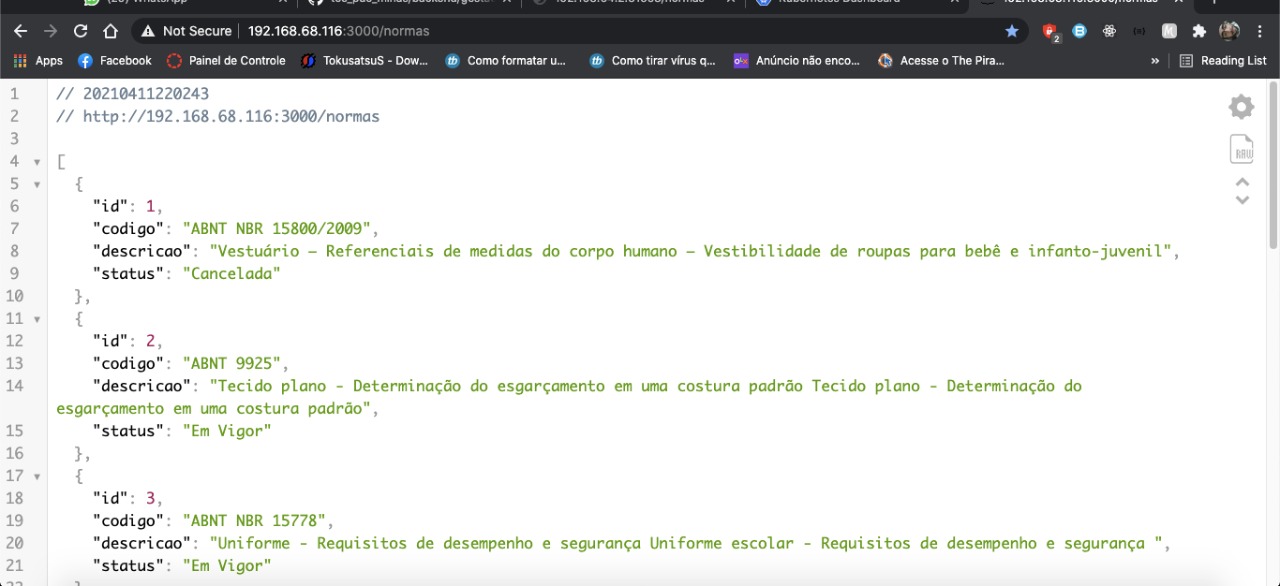 Not Secure 192.168.68.116:3000/normas
2
Apps Facebook Painel de Controle TokusatsuS - Dow... Como formatar u... Como tirar vírus q... Anúncio não enco... Acesse o The Pira... » Reading List
1 // 20210411220243
2 // http://192.168.68.116:3000/normas
3
4 [
5 {
6 "id": 1,
7 "codigo": "ABNT NBR 15800/2009",
8 "descricao": "Vestuário – Referenciais de medidas do corpo humano – Vestibilidade de roupas para bebê e infanto-juvenil",
9 "status": "Cancelada"
10 },
11 {
12 "id": 2,
13 "codigo": "ABNT 9925",
14 "descricao": "Tecido plano - Determinação do esgarçamento em uma costura padrão Tecido plano - Determinação do
esgarçamento em uma costura padrão",
15 "status": "Em Vigor"
16 },
17 {
18 "id": 3,
19 "codigo": "ABNT NBR 15778",
20 "descricao": "Uniforme - Requisitos de desempenho e segurança Uniforme escolar - Requisitos de desempenho e segurança ",
21 "status": "Em Vigor"
RAW